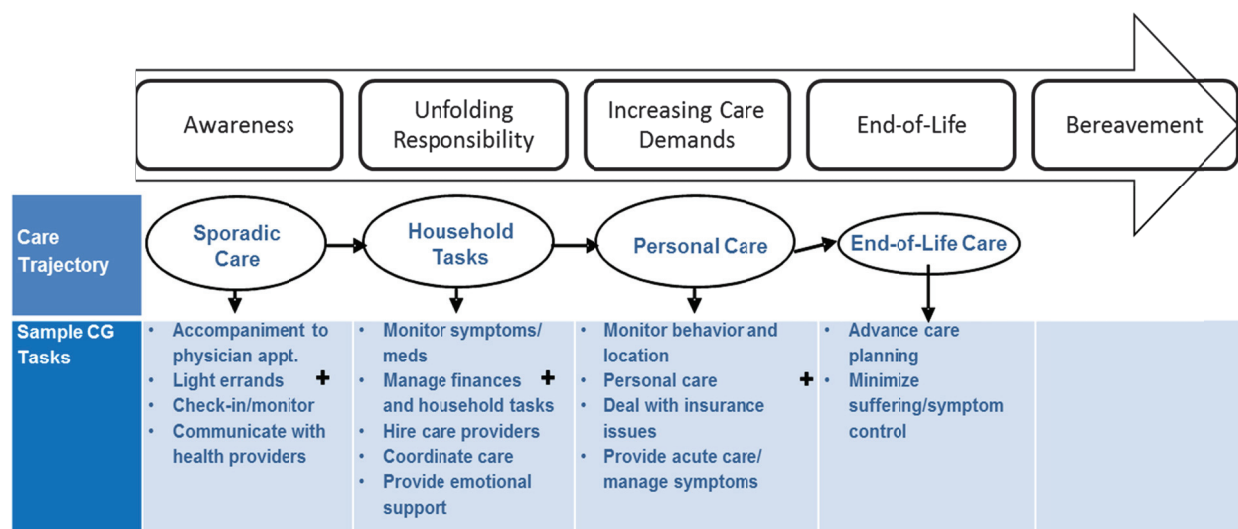 Awareness
Unfolding
Responsibility
Increasing Care
Demands
End-of-Life
Bereavement
Care
Trajectory
Sporadic
Care
Household
Tasks
Personal Care
End-of-Life Care
Sample CG
Tasks
• Accompaniment to
physician appt.
• Light errands
• Check-in/monitor
• Communicate with
health providers
+
• Monitor symptoms/
meds
• Manage finances
and household tasks
• Hire care providers
• Coordinate care
• Provide emotional
support
+
• Monitor behavior and
location
• Personal care
• Deal with insurance
issues
• Provide acute care/
manage symptoms
+
• Advance care
planning
• Minimize
suffering/symptom
control